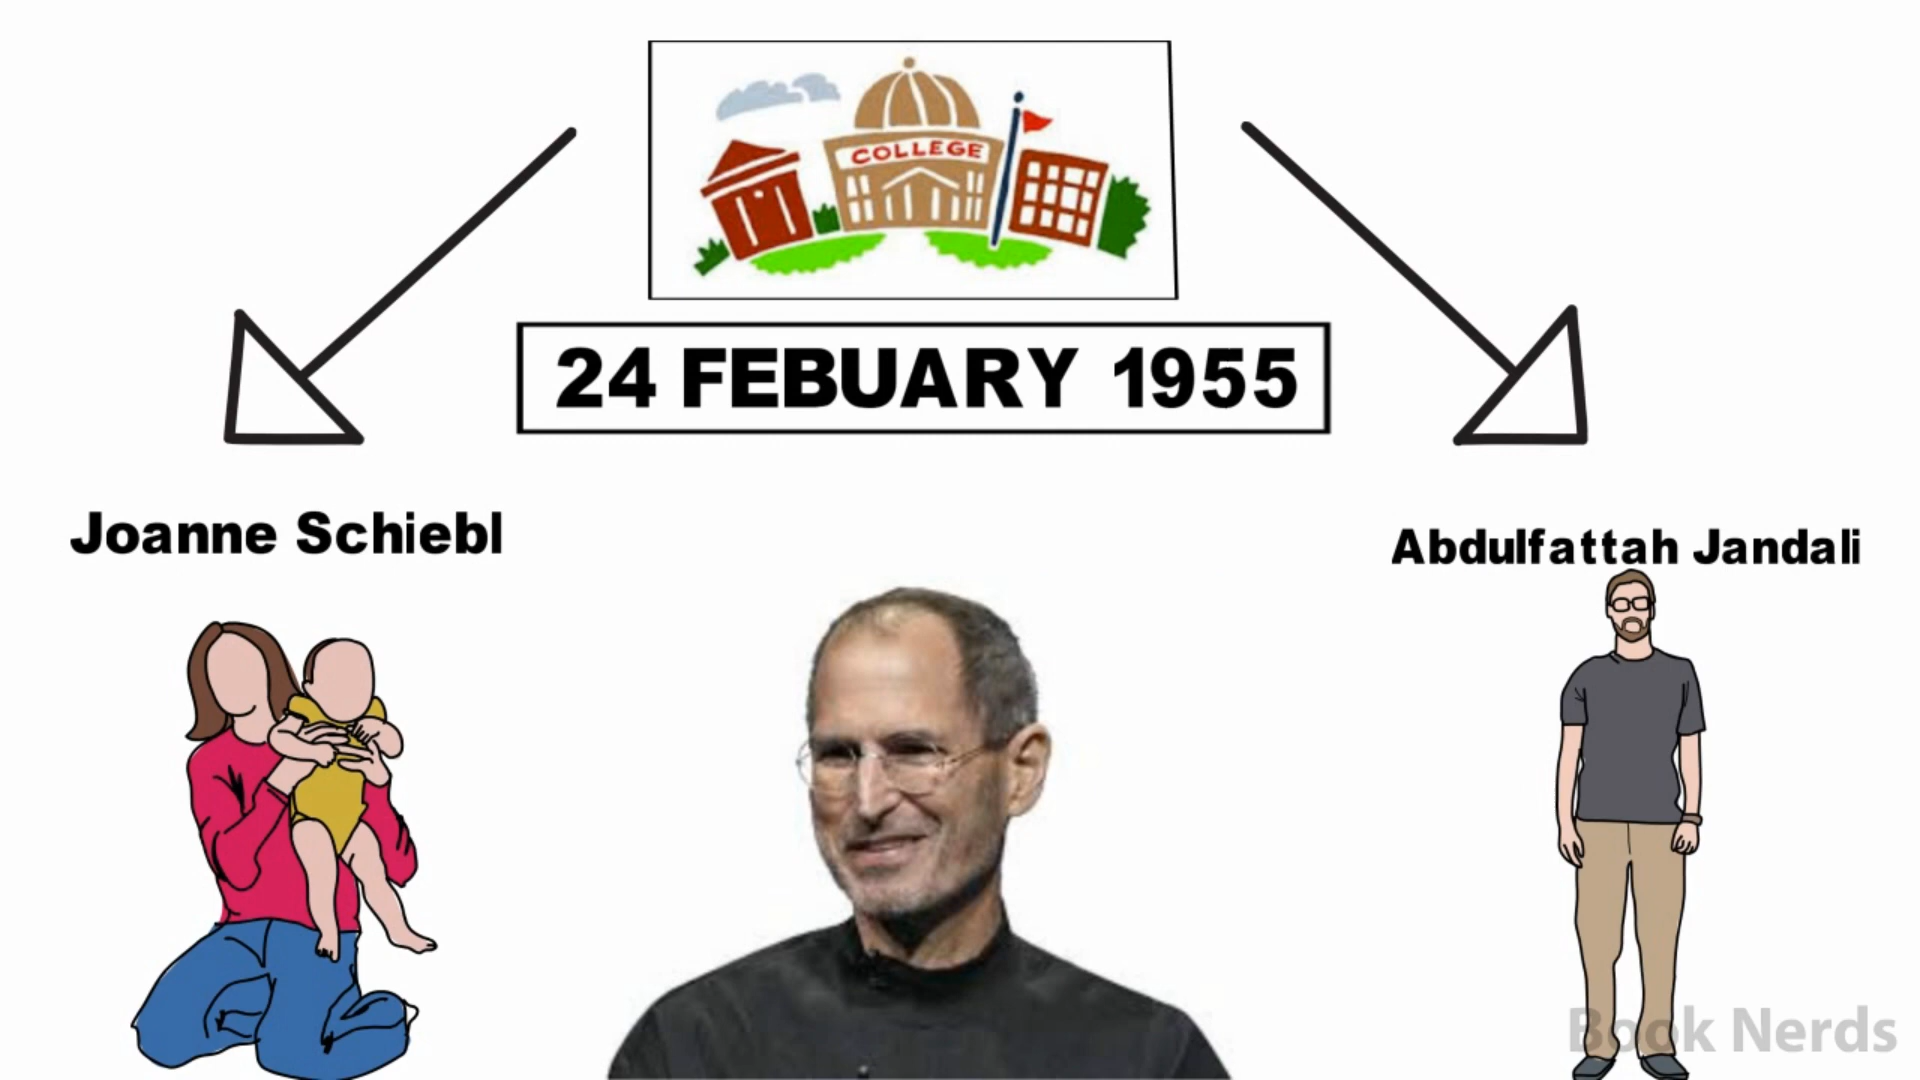 COLLEGE
24 FEBUARY 1955
Joanne Schiebl
Abdulfattah Jandali
Book Nerds